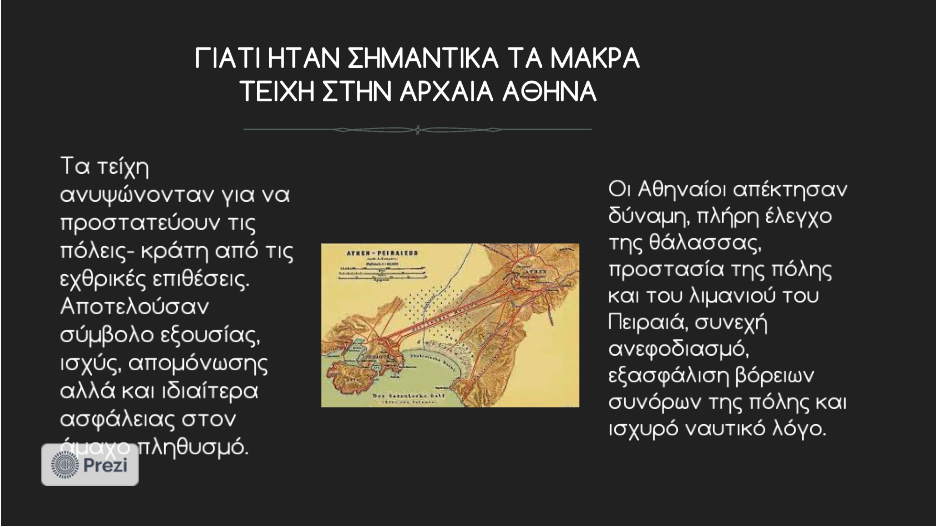 ΓΙΑΤΙ ΗΤΑΝ ΣΗΜΑΝΤΙΚΑ ΤΑ ΜΑΚΡΑ
ΤΕΙΧΗ ΣΤΗΝ ΑΡΧΑΙΑ ΑΘΗΝΑ
Τα τείχη
ανυψώνονταν για να
προστατεύουν τις
πόλεις- κράτη από τις
εχθρικές επιθέσεις.
Αποτελούσαν
σύμβολο εξουσίας,
ισχύς, απομόνωσης
αλλά και ιδιαίτερα
ασφάλειας στον
άμαχο πληθυσμό.
Prezi
ATHEN - PEIRAIEUS
ATHEN
Der Saronische Golf
Οι Αθηναίοι απέκτησαν
δύναμη, πλήρη έλεγχο
της θάλασσας,
προστασία της πόλης
και του λιμανιού του
Πειραιά, συνεχή
ανεφοδιασμό,
εξασφάλιση βόρειων
συνόρων της πόλης και
ισχυρό ναυτικό λόγο.